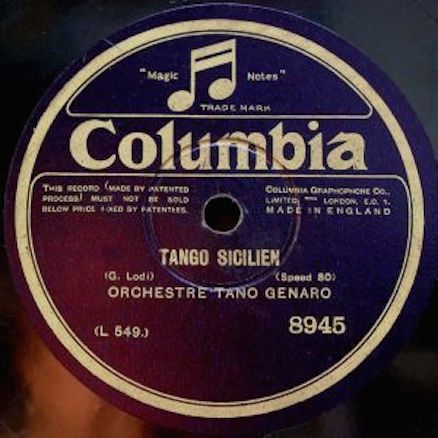 "Magic Notes"
TRADE MARK
Columbia
THIS RECORD (MADE BY PATENTED
PROCESS) MUST NOT BE SOLD
BELOW PRICE FIXED BY PATENTEES.
COLUMBIA GRAPHOPHONE CO.,
LIMITED, — LONDON, E.C. 1.
MADE IN ENGLAND
TANGO SICILIEN
(G. Lodi) (Speed 80)
ORCHESTRE TANO GENARO
(L 549.) 8945